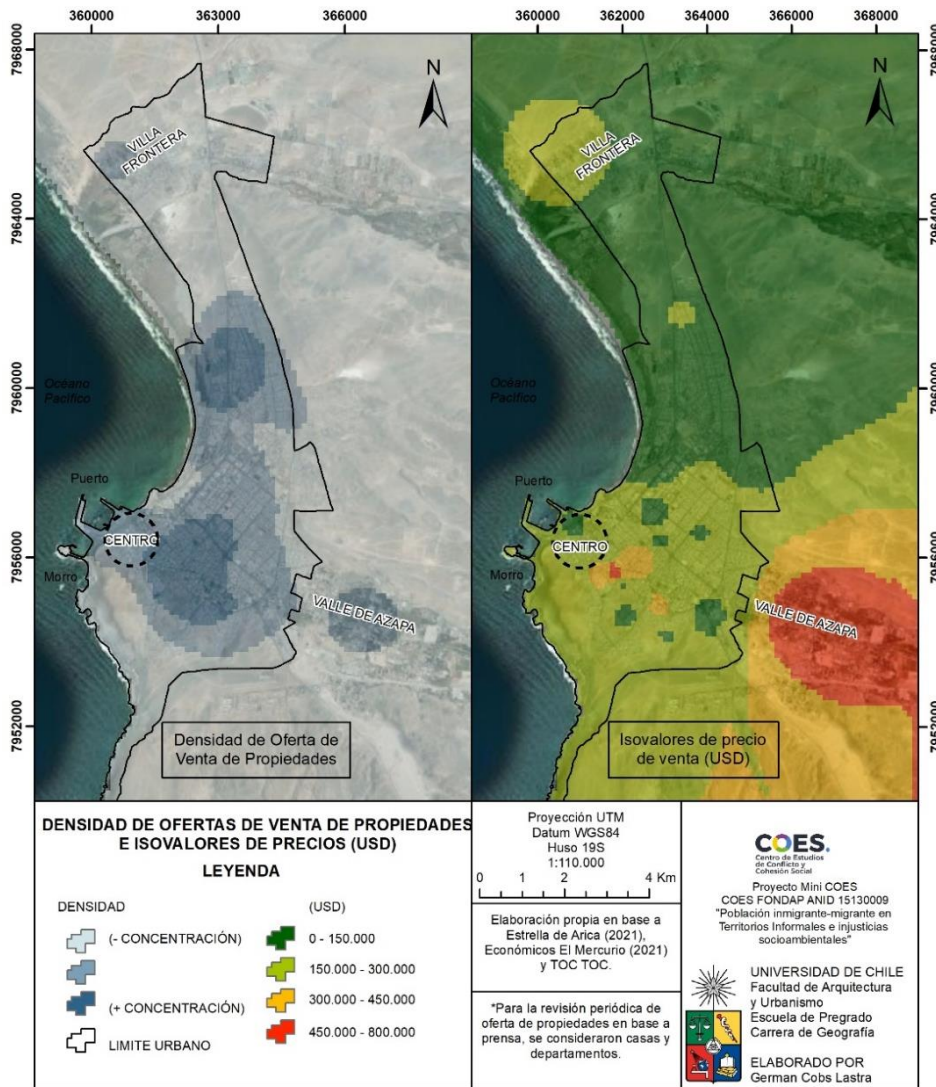 360000
363000
366000
360000
362000
364000
366000
368000
7968000
7964000
7960000
7956000
7952000
7968000
7964000
7960000
7956000
7952000
N
VILLA
FRONTERA
Océano
Pacífico
Puerto
CENTRO
Morro
VALLE DE AZAPA
Densidad de Oferta de
Venta de Propiedades
N
VILLA
FRONTERA
Océano
Pacífico
Puerto
CENTRO
Morro
VALLE DE AZAPA
Isovalores de precio
de venta (USD)
DENSIDAD DE OFERTAS DE VENTA DE PROPIEDADES
E ISOVALORES DE PRECIOS (USD)
LEYENDA
DENSIDAD
(- CONCENTRACIÓN)
(+ CONCENTRACIÓN)
LIMITE URBANO
(USD)
0 - 150.000
150.000 - 300.000
300.000 - 450.000
450.000 - 800.000
Proyección UTM
Datum WGS84
Huso 19S
1:110.000
0 1 2 4 Km
Elaboración propia en base a
Estrella de Arica (2021),
Económicos El Mercurio (2021)
y TOC TOC.
*Para la revisión periódica de
oferta de propiedades en base a
prensa, se consideraron casas y
departamentos.
COES.
Centro de Estudios
de Conflicto y
Cohesión Social
Proyecto Mini COES
COES FONDAP ANID 15130009
"Población inmigrante-migrante en
Territorios Informales e injusticias
socioambientales"
UNIVERSIDAD DE CHILE
Facultad de Arquitectura
y Urbanismo
Escuela de Pregrado
Carrera de Geografía
ELABORADO POR
German Cobs Lastra